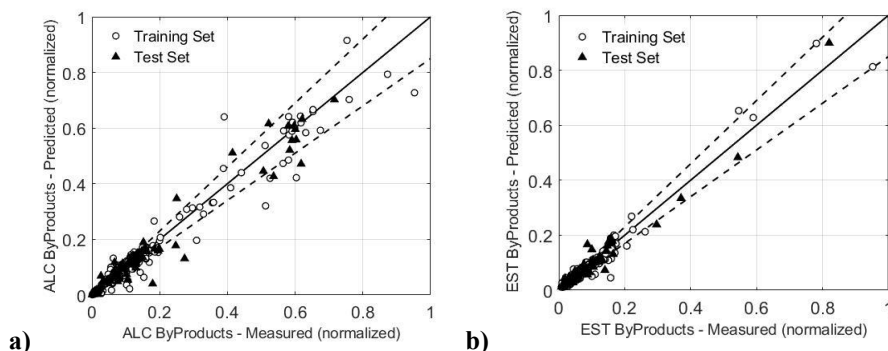 1
0.8
0.6
0.4
0.2
0
0 0.2 0.4 0.6 0.8 1
ALC ByProducts - Predicted (normalized)
ALC ByProducts - Measured (normalized)
Training Set
Test Set
a)
1
0.8
0.6
0.4
0.2
0
0 0.2 0.4 0.6 0.8 1
EST ByProducts - Predicted (normalized)
EST ByProducts - Measured (normalized)
Training Set
Test Set
b)